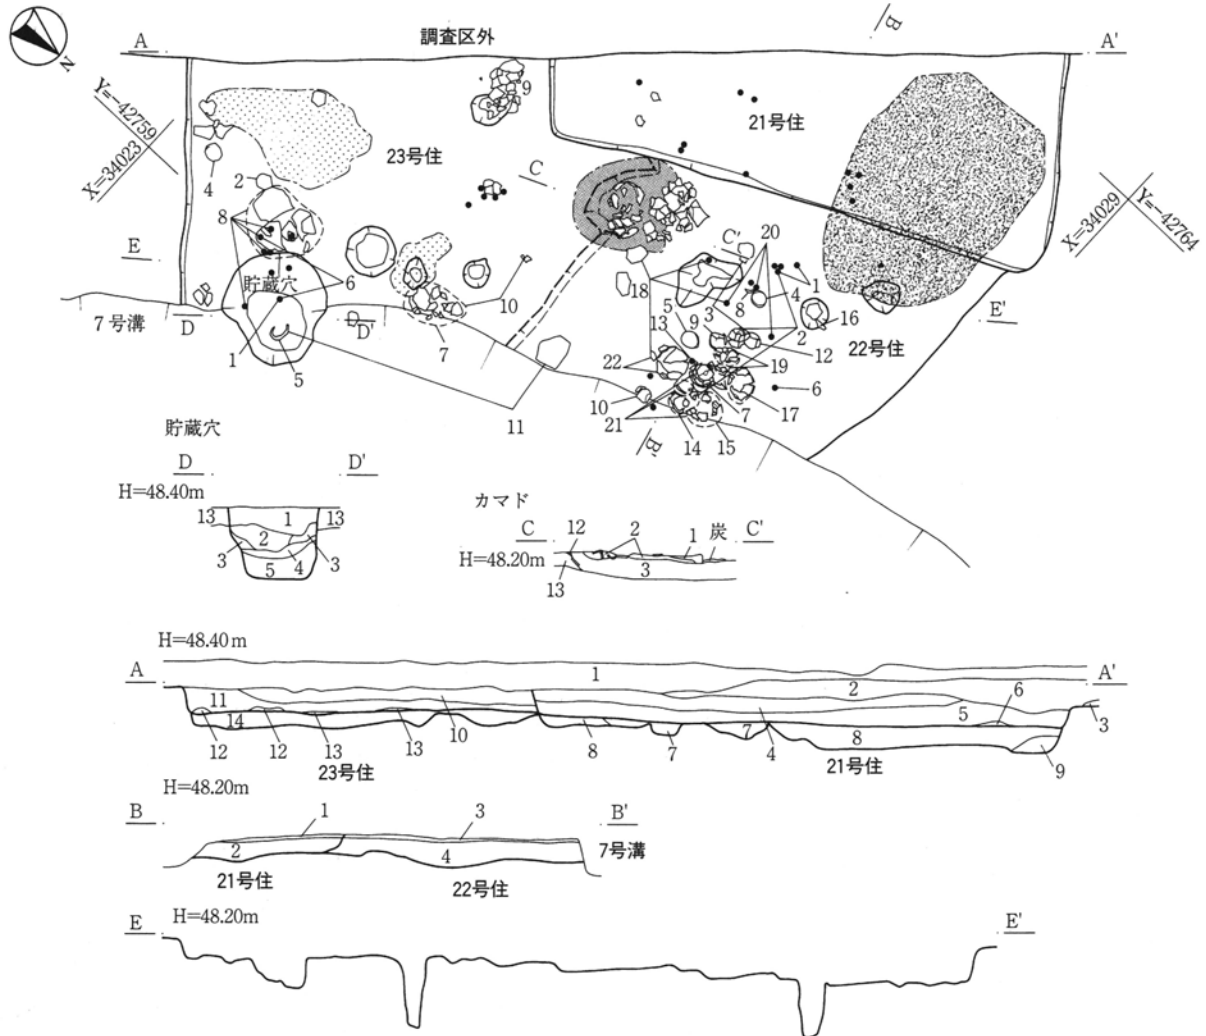 A 調査区外 A'
B
N
Y=-42759
X=34023
21号住
23号住
9
4 2 C
8
E
貯蔵穴 6
7号溝 D D'
1 5 7 10 11
C' 20
18 3 8 4 1
5 9 13 2 16
12 22号住
22 19
10 6
21 7 17
14 15
B'
E'
X=34029
Y=-42764
貯蔵穴
D D'
H=48.40m
13 1 13
2
3 4 3
5
カマド
C 12 2 1 炭 C'
H=48.20m
3
13
H=48.40m
A 1 A'
11 2 6
14 5 3
12 12 13 13 10 8 7 7 4 8 9
23号住 21号住
H=48.20m
B 1 3 B'
2 4 7号溝
21号住 22号住
E H=48.20m E'